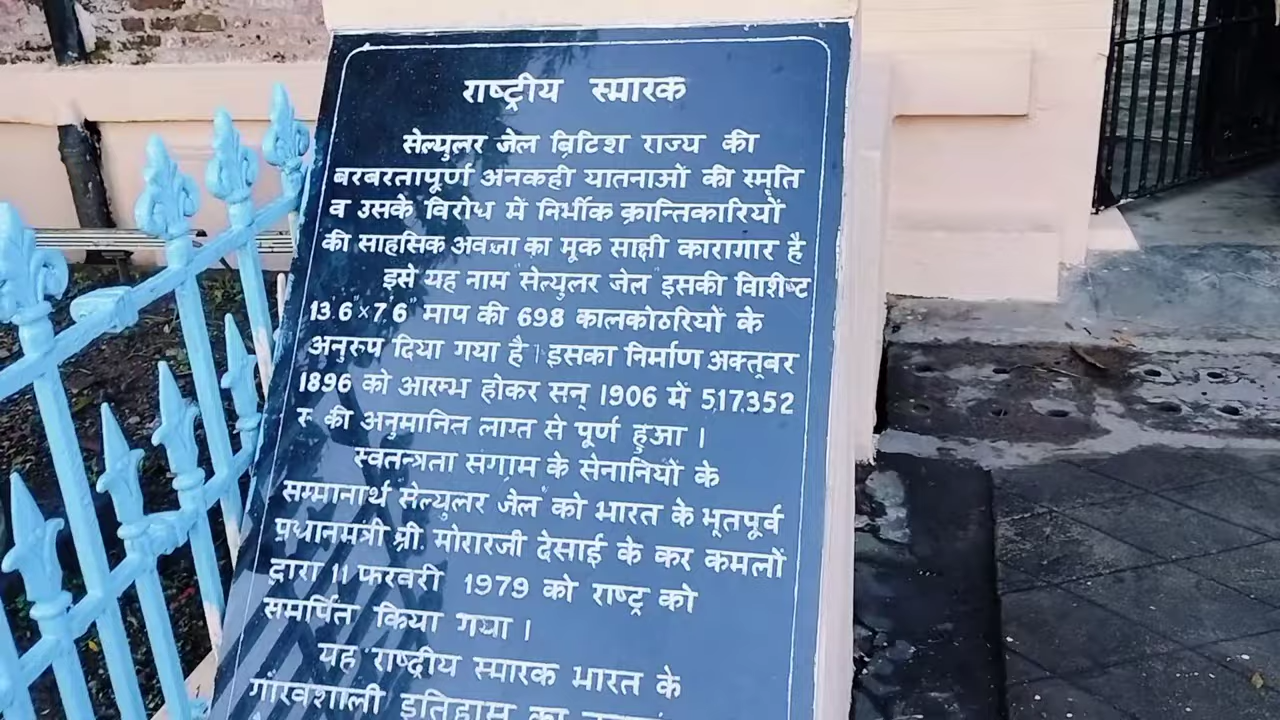 राष्ट्रीय स्मारक
सेल्युलर जेल ब्रिटिश राज्य की
बरबरतापूर्ण अनकही यातनाओं की स्मृति
व उसके विरोध में निर्भीक क्रान्तिकारियों
की साहसिक अवज्ञा का मूक साक्षी कारागार है
इसे यह नाम "सेल्युलर जेल" इसकी विशिष्ट
13.6"×7.6" माप की 698 कालकोठरियों के
अनुरुप दिया गया है। इसका निर्माण अक्तूबर
1896 को आरम्भ होकर सन् 1906 में 5,17,352
रु की अनुमानित लाग्त से पूर्ण हुआ ।
स्वतन्त्रता संग्राम के सेनानियों के
सम्मानार्थ सेल्युलर जेल" को भारत के भूतपूर्व
प्रधानमंत्री श्री. मोरारजी देसाई के कर कमलों
द्वारा 11 फरवरी 1979 को राष्ट्र को
समर्पित किया गया ।
यह राष्ट्रीय स्मारक भारत के
गौरवशाली इतिहास का